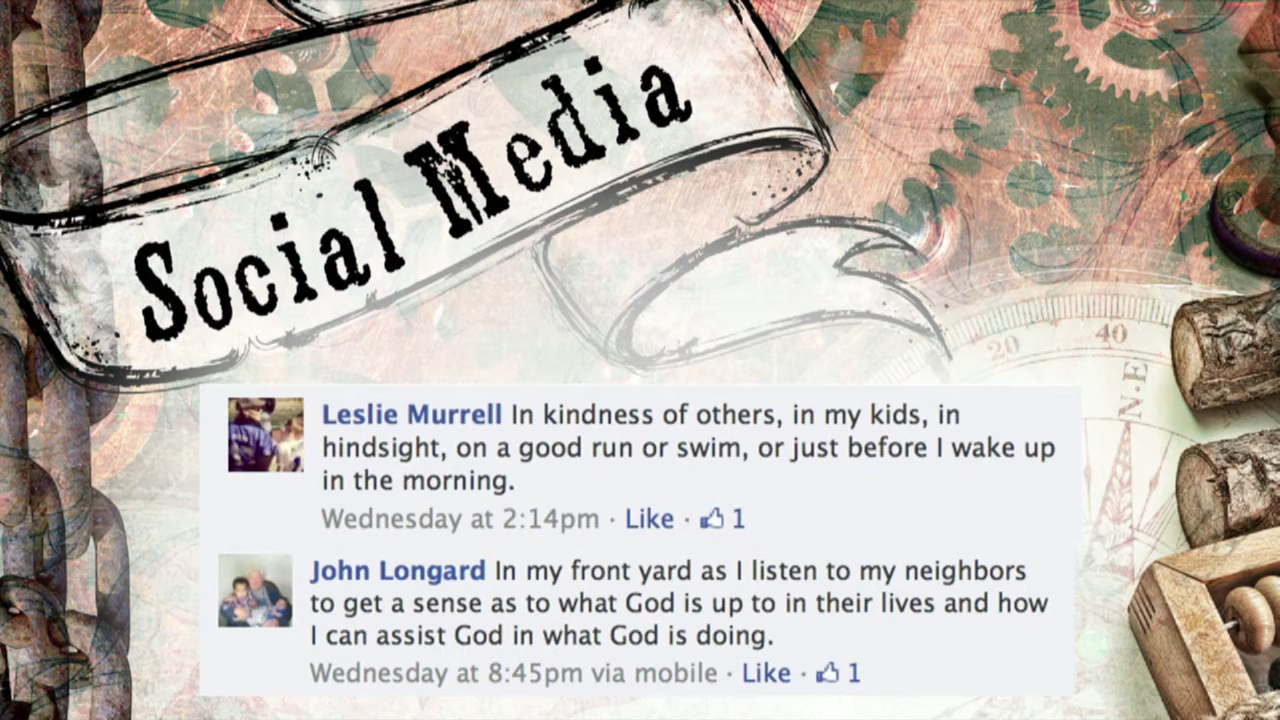 Social Media
20
40
N·E
Leslie Murrell In kindness of others, in my kids, in
hindsight, on a good run or swim, or just before I wake up
in the morning.
Wednesday at 2:14pm · Like · 1
John Longard In my front yard as I listen to my neighbors
to get a sense as to what God is up to in their lives and how
I can assist God in what God is doing.
Wednesday at 8:45pm via mobile · Like · 1